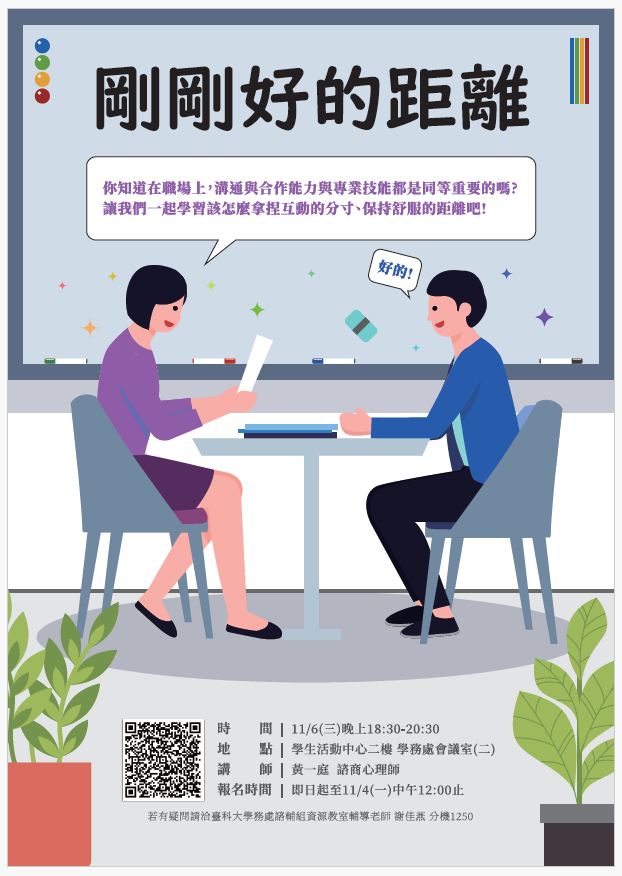 剛剛好的距離
你知道在職場上，溝通與合作能力與專業技能都是同等重要的嗎？
讓我們一起學習該怎麼拿捏互動的分寸、保持舒服的距離吧！
好的！
時間｜11/6(三)晚上18:30-20:30
地點｜學生活動中心二樓 學務處會議室(二)
講師｜黃一庭 諮商心理師
報名時間｜即日起至11/4(一)中午12:00止
若有疑問請洽臺科大學務處諮輔組資源教室輔導老師 謝佳燕 分機1250